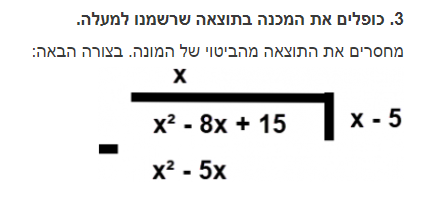 3. כופלים את המכנה בתוצאה שרשמנו למעלה.
מחסרים את התוצאה מהביטוי של המונה. בצורה הבאה:
x
x² - 8x + 15 x - 5
-
x² - 5x